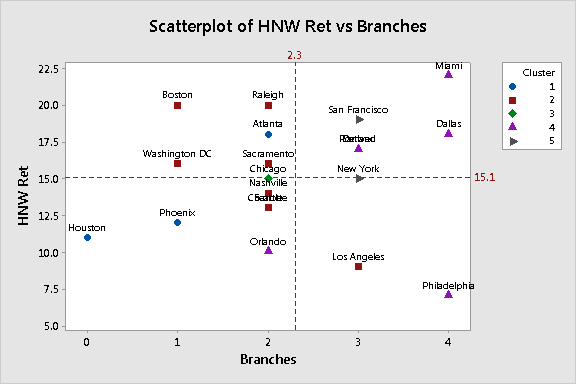 Scatterplot of HNW Ret vs Branches
2.3
Miami
22.5
Cluster
1
2
3
4
5
Boston
Raleigh
20.0
San Francisco
Atlanta
Dallas
17.5
Washington DC
Sacramento
Chicago
New York
15.0
15.1
Nashville
HNW Ret
12.5
Phoenix
Houston
Orlando
Los Angeles
10.0
Philadelphia
7.5
5.0
0
1
2
3
4
Branches